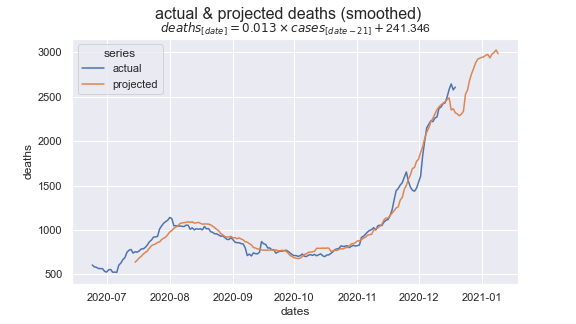 actual & projected deaths (smoothed)
deaths[date] = 0.013 × cases[date−21] + 241.346
series
actual
projected
3000
2500
2000
1500
1000
500
deaths
2020-07 2020-08 2020-09 2020-10 2020-11 2020-12 2021-01
dates